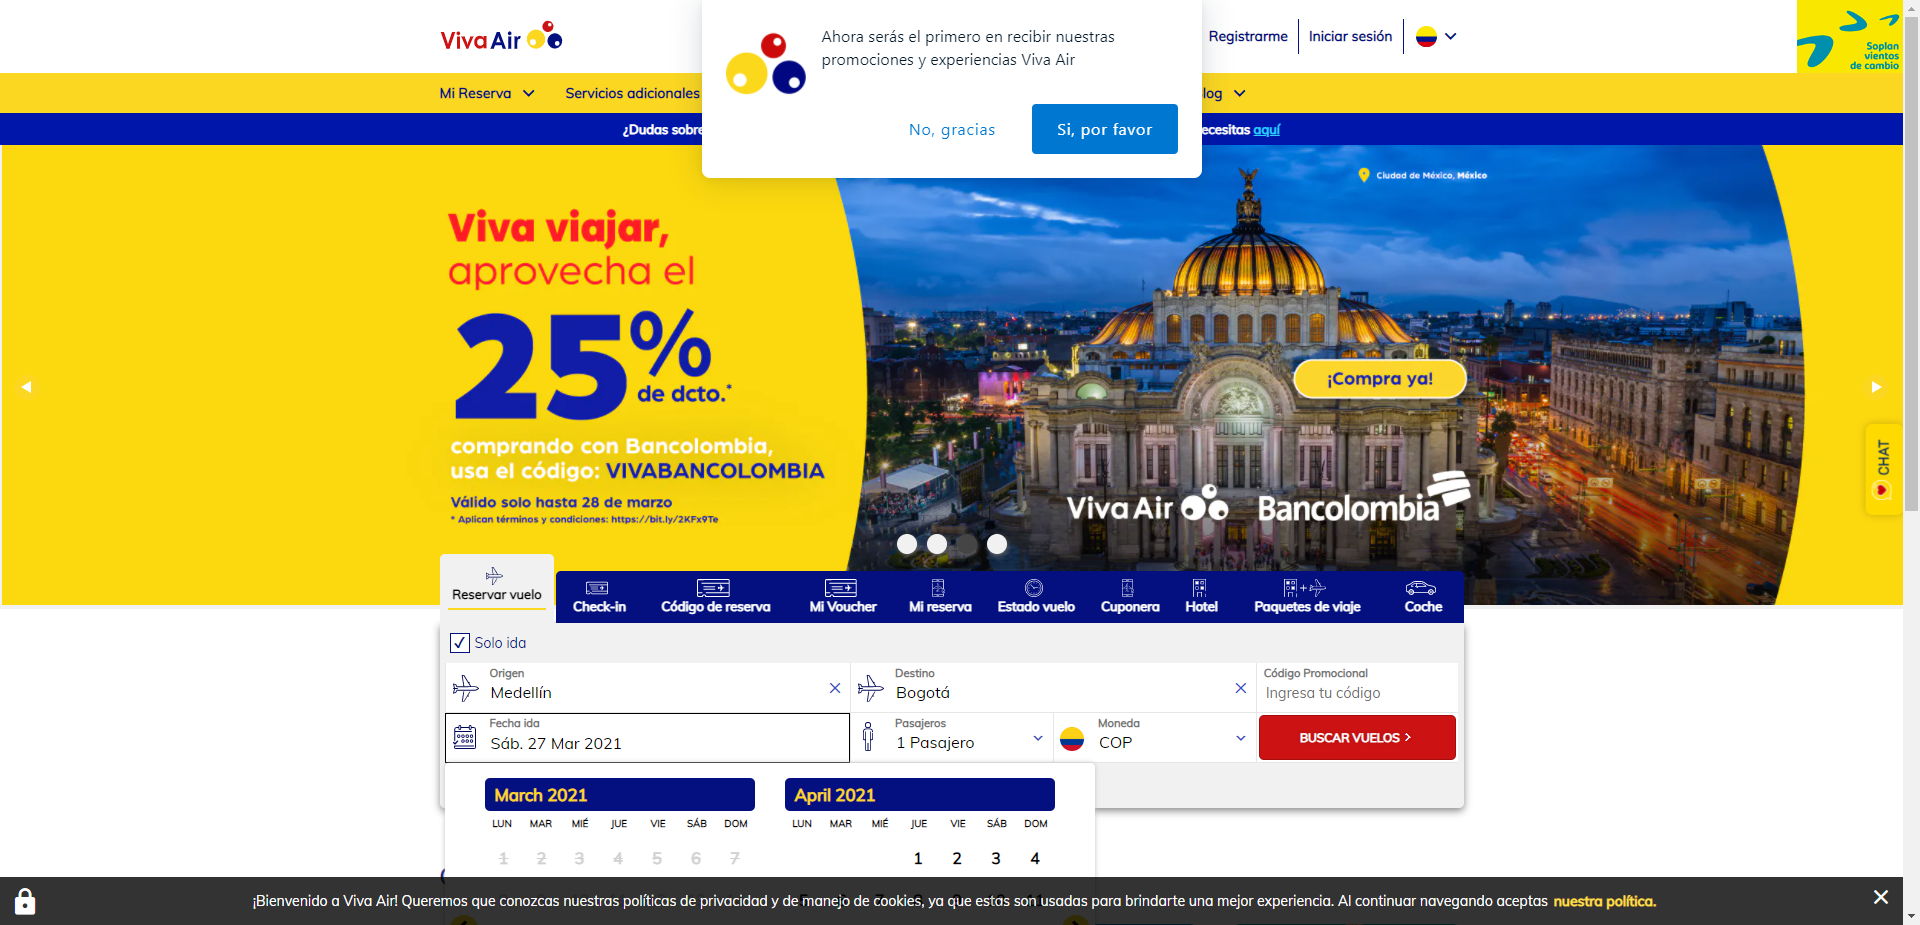 Viva Air
Ahora serás el primero en recibir nuestras
promociones y experiencias Viva Air
No, gracias
Si, por favor
Registrarme
Iniciar sesión
Soplan
vientos
de cambio
Mi Reserva
Servicios adicionales
log
¿Dudas sobre
ecesitas aquí
Ciudad de México, México
Viva viajar,
aprovecha el
25%
de dcto.*
comprando con Bancolombia,
usa el código: VIVABANCOLOMBIA
Válido solo hasta 28 de marzo
* Aplican términos y condiciones: https://bit.ly/2KFx9Te
¡Compra ya!
Viva Air
Bancolombia
CHAT
Reservar vuelo
Check-in
Código de reserva
Mi Voucher
Mi reserva
Estado vuelo
Cuponera
Hotel
Paquetes de viaje
Coche
Solo ida
Origen
Medellín
Destino
Bogotá
Código Promocional
Ingresa tu código
Fecha ida
Sáb. 27 Mar 2021
Pasajeros
1 Pasajero
Moneda
COP
BUSCAR VUELOS
March 2021
LUN MAR MIÉ JUE VIE SÁB DOM
1 2 3 4 5 6 7
April 2021
LUN MAR MIÉ JUE VIE SÁB DOM
1 2 3 4
¡Bienvenido a Viva Air! Queremos que conozcas nuestras políticas de privacidad y de manejo de cookies, ya que estas son usadas para brindarte una mejor experiencia. Al continuar navegando aceptas nuestra política.